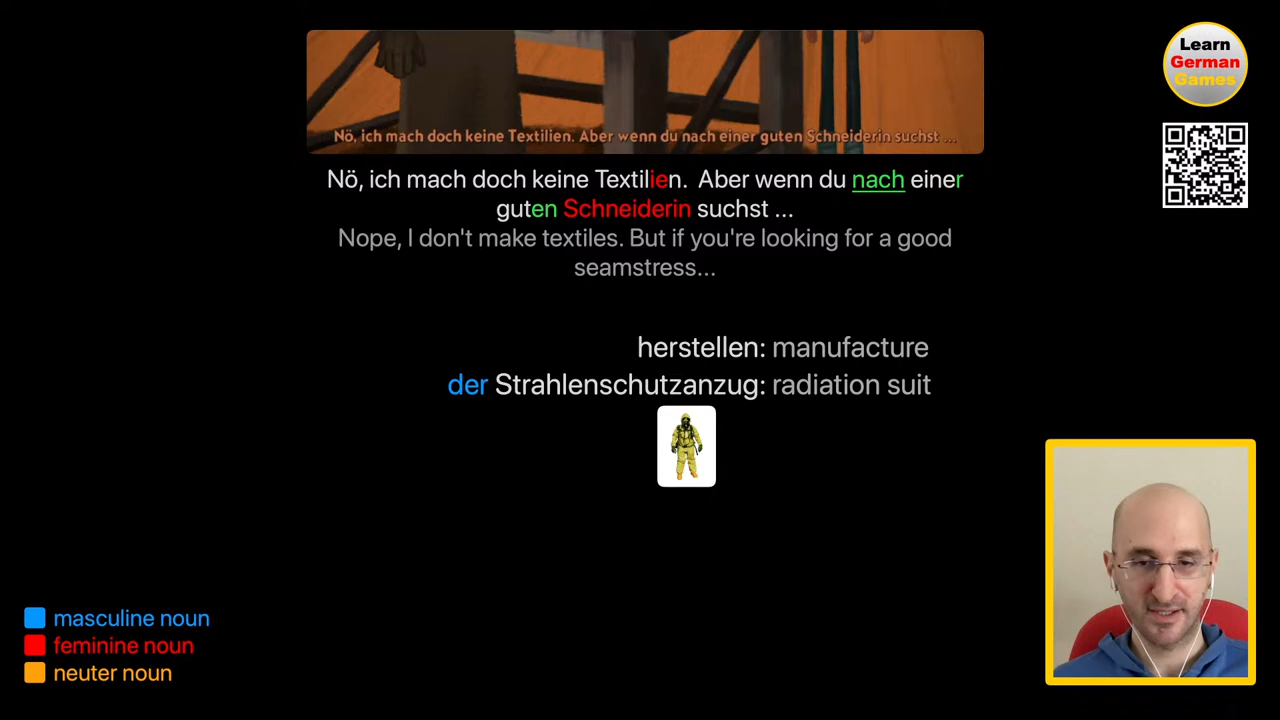 Nö, ich mach doch keine Textilien. Aber wenn du nach einer guten Schneiderin suchst ...
Nö, ich mach doch keine Textilien. Aber wenn du nach einer
guten Schneiderin suchst ...
Nope, I don't make textiles. But if you're looking for a good
seamstress...
herstellen: manufacture
der Strahlenschutzanzug: radiation suit
masculine noun
feminine noun
neuter noun
Learn
German
Games